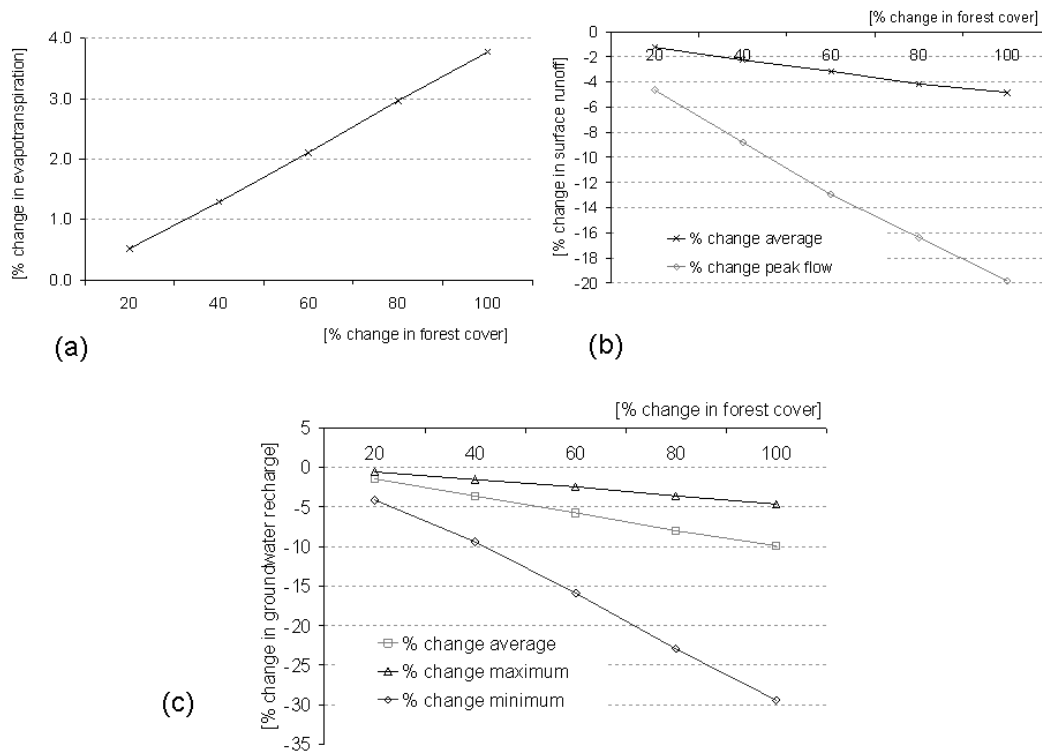 4.0
3.0
2.0
1.0
0.0
[% change in evapotranspiration]
20 40 60 80 100
[% change in forest cover]
(a)
[% change in forest cover]
0
-2
-4
-6
-8
-10
-12
-14
-16
-18
-20
[% change in surface runoff]
20 40 60 80 100
% change average
% change peak flow
(b)
[% change in forest cover]
5
0
-5
-10
-15
-20
-25
-30
-35
[% change in groundwater recharge]
20 40 60 80 100
% change average
% change maximum
% change minimum
(c)